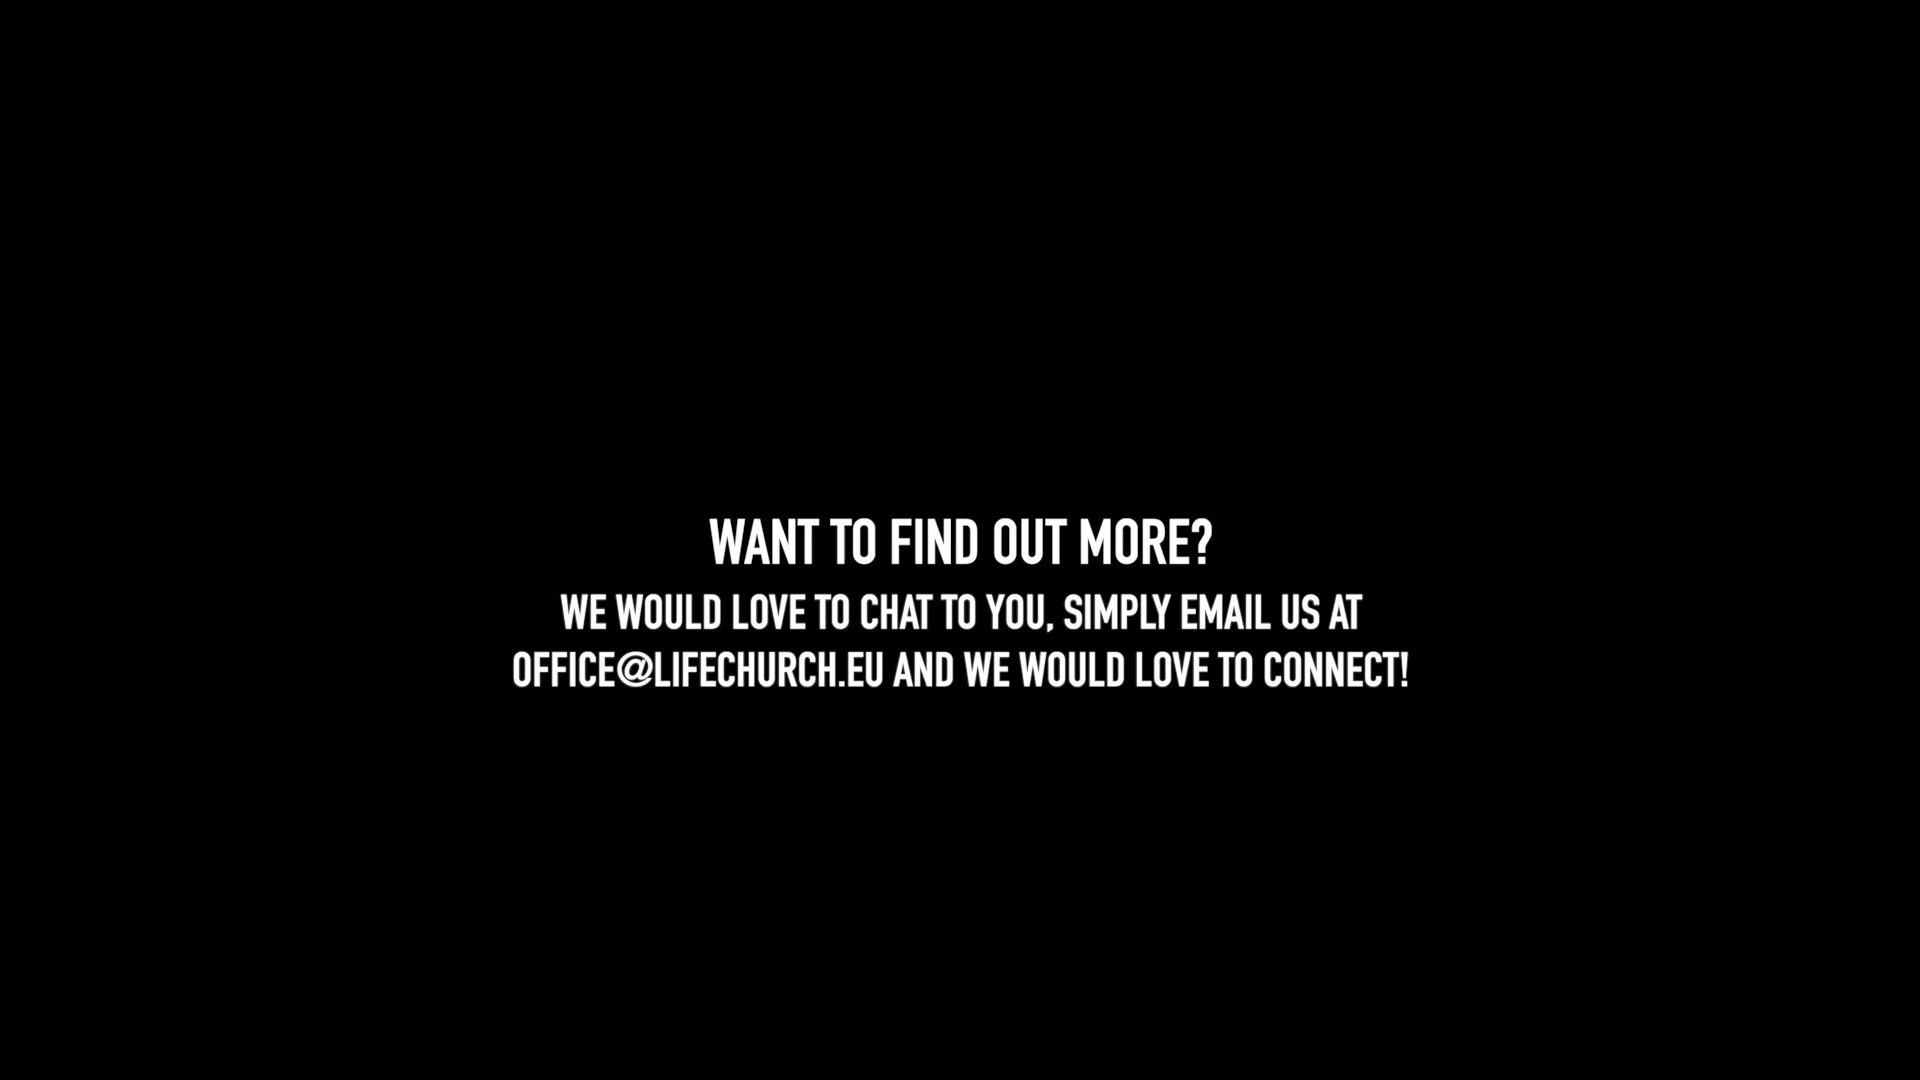 WANT TO FIND OUT MORE?
WE WOULD LOVE TO CHAT TO YOU, SIMPLY EMAIL US AT
OFFICE@LIFECHURCH.EU AND WE WOULD LOVE TO CONNECT!